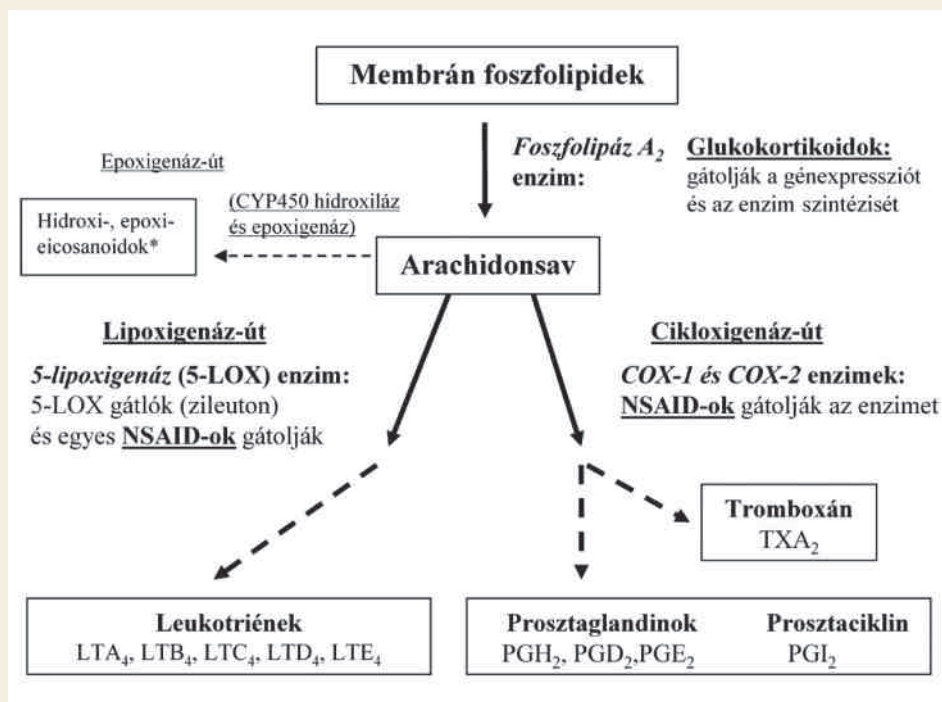 Membrán foszfolipidek
Foszfolipáz A₂
enzim:
Glukokortikoidok:
gátolják a génexpressziót
és az enzim szintézisét
Epoxigenáz-út
(CYP450 hidroxiláz
és epoxigenáz)
Hidroxi-, epoxi-
eicosanoidok*
Arachidonsav
Lipoxigenáz-út
5-lipoxigenáz (5-LOX) enzim:
5-LOX gátlók (zileuton)
és egyes NSAID-ok gátolják
Cikloxigenáz-út
COX-1 és COX-2 enzimek:
NSAID-ok gátolják az enzimet
Tromboxán
TXA₂
Leukotriének
LTA₄, LTB₄, LTC₄, LTD₄, LTE₄
Prosztaglandinok
PGH₂, PGD₂,PGE₂
Prosztaciklin
PGI₂